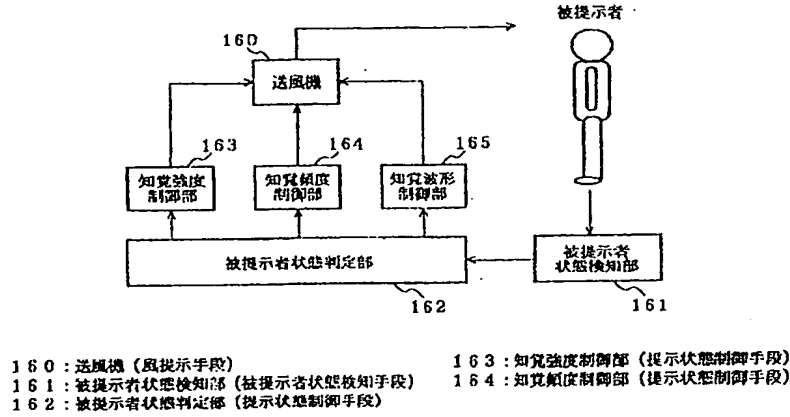 被提示者
160
送風機
163
164
165
知覚強度
制御部
知覚頻度
制御部
知覚波形
制御部
被提示者状態判定部
162
被提示者
状態検知部
161
160:送風機(風提示手段)
161:被提示者状態検知部(被提示者状態検知手段)
162:被提示者状態判定部(提示状態制御手段)
163:知覚強度制御部(提示状態制御手段)
164:知覚頻度制御部(提示状態制御手段)